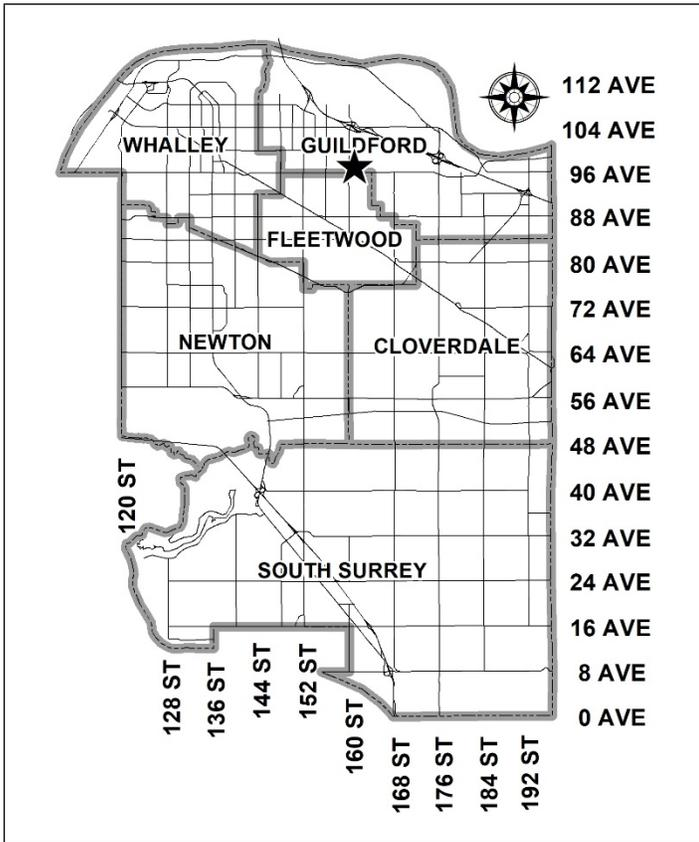 112 AVE
104 AVE
WHALLEY
GUILDFORD
96 AVE
88 AVE
FLEETWOOD
80 AVE
72 AVE
NEWTON
CLOVERDALE
64 AVE
56 AVE
48 AVE
120 ST
40 AVE
32 AVE
SOUTH SURREY
24 AVE
16 AVE
8 AVE
0 AVE
128 ST
136 ST
144 ST
152 ST
160 ST
168 ST
176 ST
184 ST
192 ST